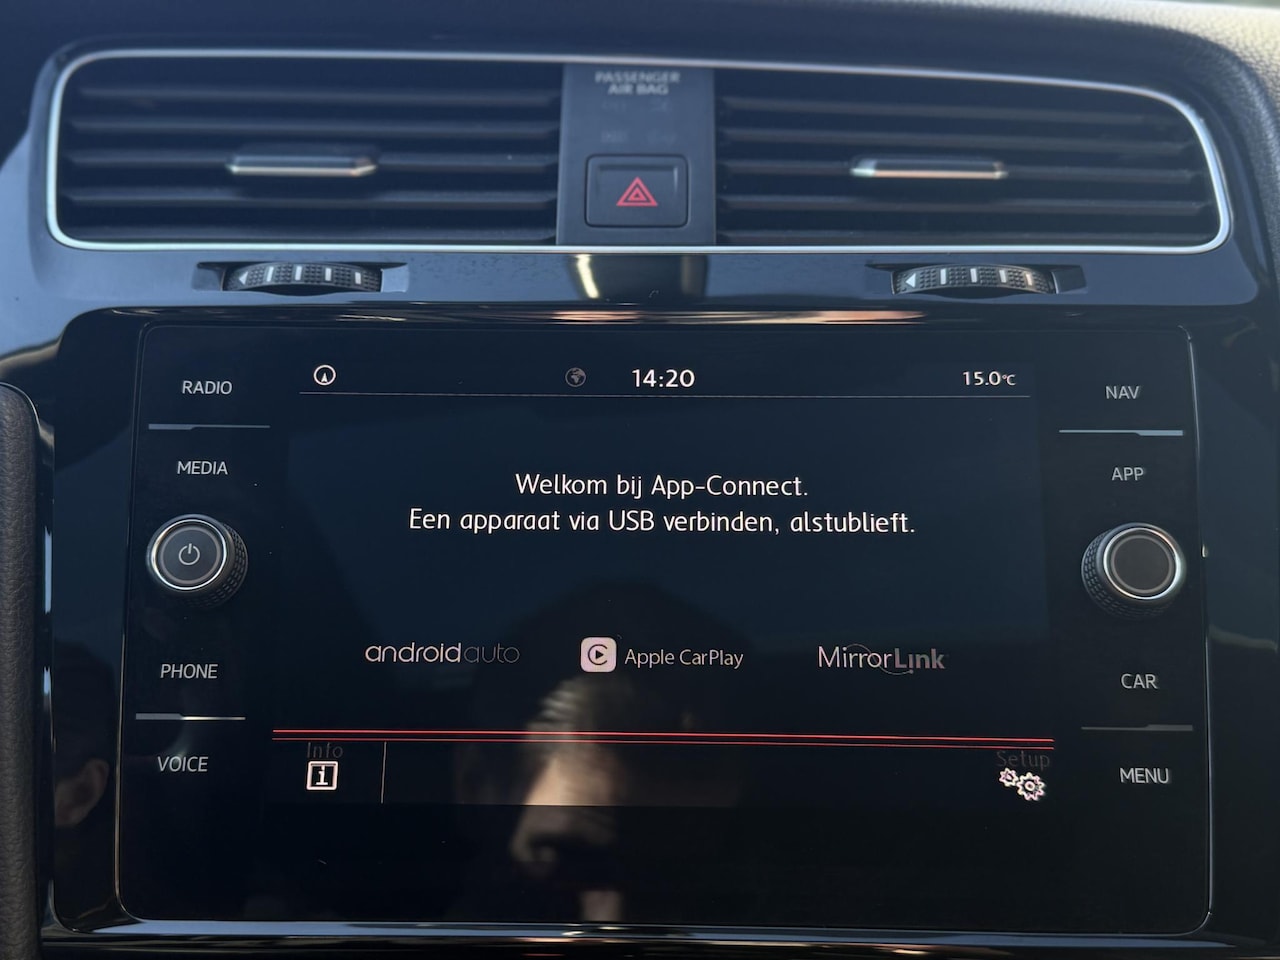 PASSENGER
AIR BAG
RADIO
MEDIA
PHONE
VOICE
14:20
15.0°C
Welkom bij App-Connect.
Een apparaat via USB verbinden, alstublieft.
androidauto
Apple CarPlay
MirrorLink
Info
Setup
NAV
APP
CAR
MENU